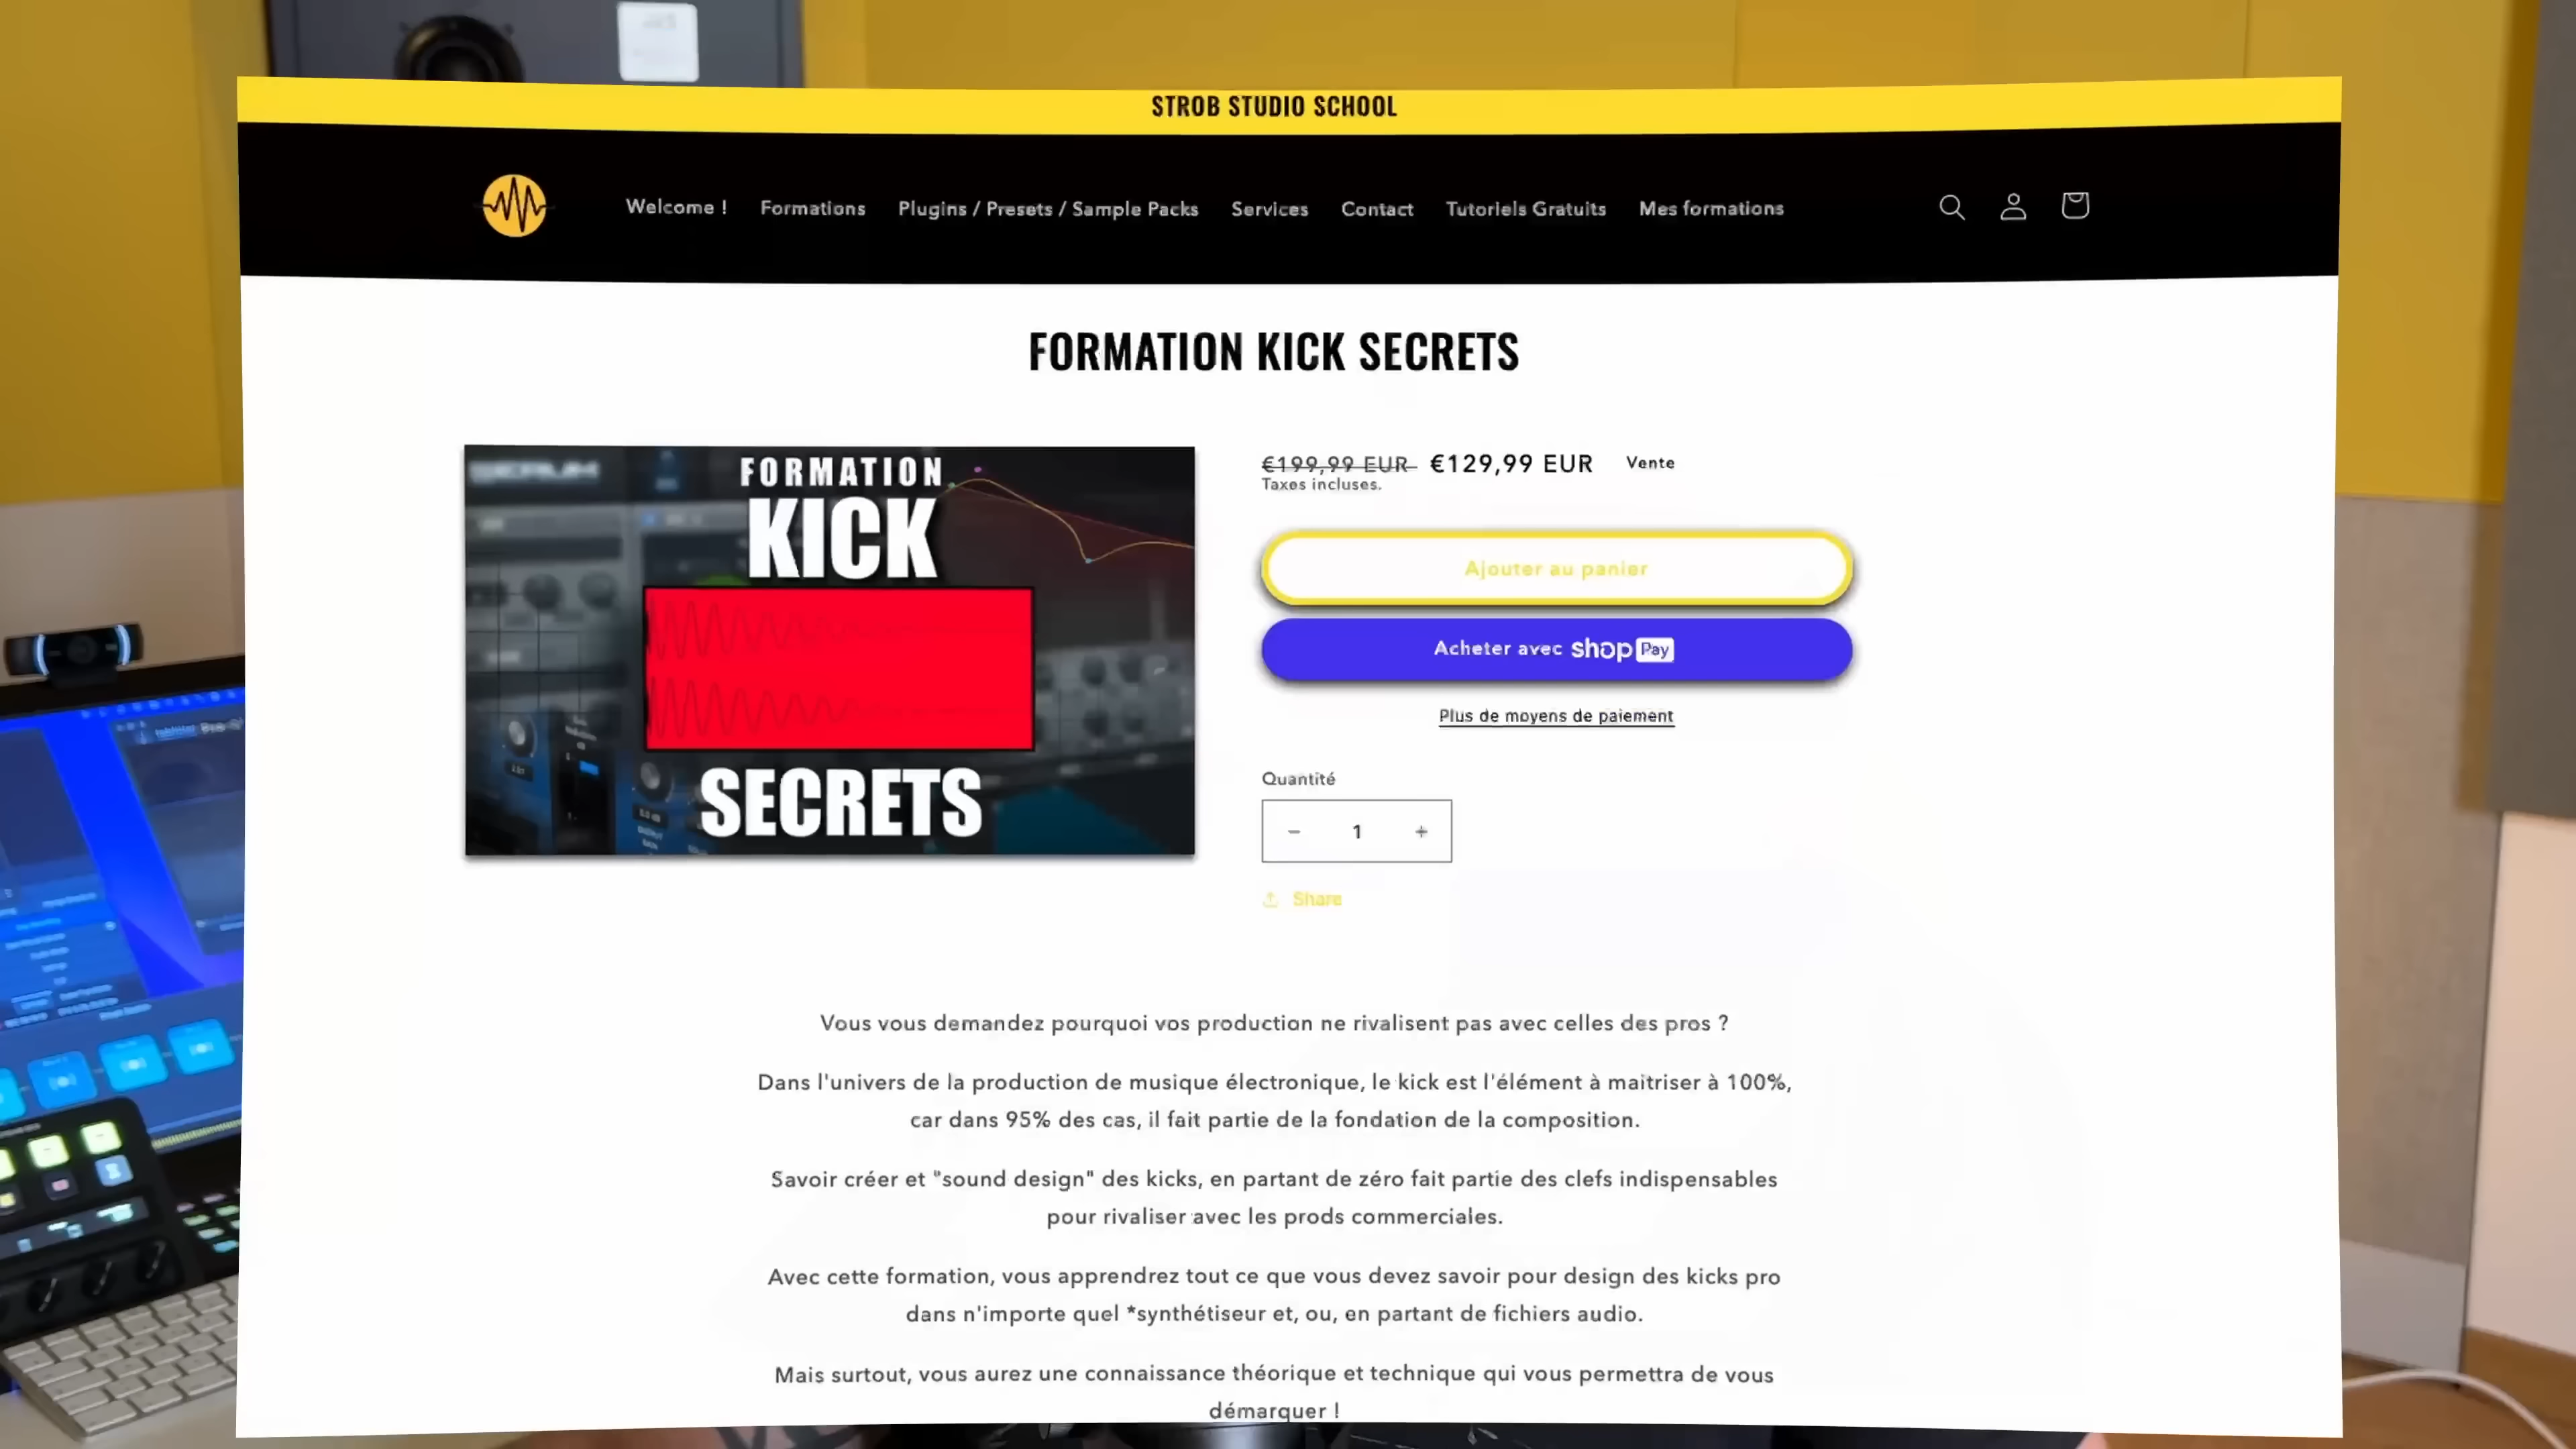 STROB STUDIO SCHOOL
Welcome !
Formations
Plugins / Presets / Sample Packs
Services
Contact
Tutoriels Gratuits
Mes formations
FORMATION KICK SECRETS
FORMATION
KICK
SECRETS
€199,99 EUR €129,99 EUR Vente
Taxes incluses.
Ajouter au panier
Acheter avec shop Pay
Plus de moyens de paiement
Quantité
− 1 +
Share
Vous vous demandez pourquoi vos production ne rivalisent pas avec celles des pros ?
Dans l'univers de la production de musique électronique, le kick est l'élément à maitriser à 100%,
car dans 95% des cas, il fait partie de la fondation de la composition.
Savoir créer et "sound design" des kicks, en partant de zéro fait partie des clefs indispensables
pour rivaliser avec les prods commerciales.
Avec cette formation, vous apprendrez tout ce que vous devez savoir pour design des kicks pro
dans n'importe quel *synthétiseur et, ou, en partant de fichiers audio.
Mais surtout, vous aurez une connaissance théorique et technique qui vous permettra de vous
démarquer !